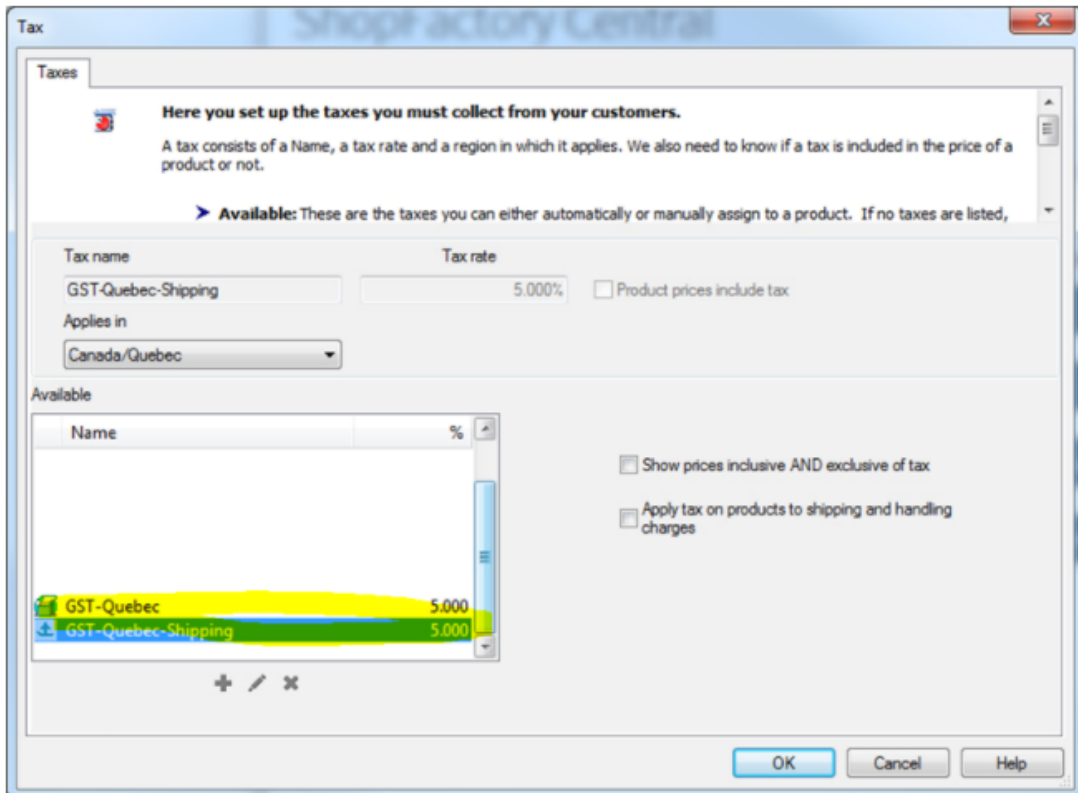 ShopFactory Central
Tax
Taxes
Here you set up the taxes you must collect from your customers.
A tax consists of a Name, a tax rate and a region in which it applies. We also need to know if a tax is included in the price of a
product or not.
Available: These are the taxes you can either automatically or manually assign to a product. If no taxes are listed,
Tax name Tax rate
GST-Quebec-Shipping 5.000% Product prices include tax
Applies in
Canada/Quebec
Available
Name %
Show prices inclusive AND exclusive of tax
Apply tax on products to shipping and handling
charges
GST-Quebec 5.000
GST-Quebec-Shipping 5.000
OK Cancel Help